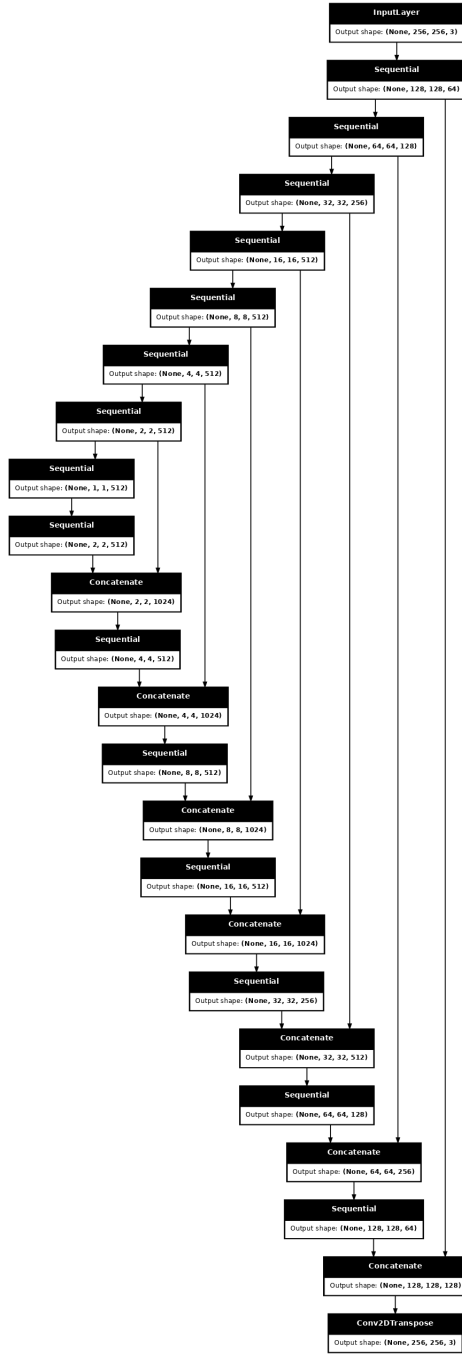 InputLayer
Output shape: (None, 256, 256, 3)
Sequential
Output shape: (None, 128, 128, 64)
Sequential
Output shape: (None, 64, 64, 128)
Sequential
Output shape: (None, 32, 32, 256)
Sequential
Output shape: (None, 16, 16, 512)
Sequential
Output shape: (None, 8, 8, 512)
Sequential
Output shape: (None, 4, 4, 512)
Sequential
Output shape: (None, 2, 2, 512)
Sequential
Output shape: (None, 1, 1, 512)
Sequential
Output shape: (None, 2, 2, 512)
Concatenate
Output shape: (None, 2, 2, 1024)
Sequential
Output shape: (None, 4, 4, 512)
Concatenate
Output shape: (None, 4, 4, 1024)
Sequential
Output shape: (None, 8, 8, 512)
Concatenate
Output shape: (None, 8, 8, 1024)
Sequential
Output shape: (None, 16, 16, 512)
Concatenate
Output shape: (None, 16, 16, 1024)
Sequential
Output shape: (None, 32, 32, 256)
Concatenate
Output shape: (None, 32, 32, 512)
Sequential
Output shape: (None, 64, 64, 128)
Concatenate
Output shape: (None, 64, 64, 256)
Sequential
Output shape: (None, 128, 128, 64)
Concatenate
Output shape: (None, 128, 128, 128)
Conv2DTranspose
Output shape: (None, 256, 256, 3)